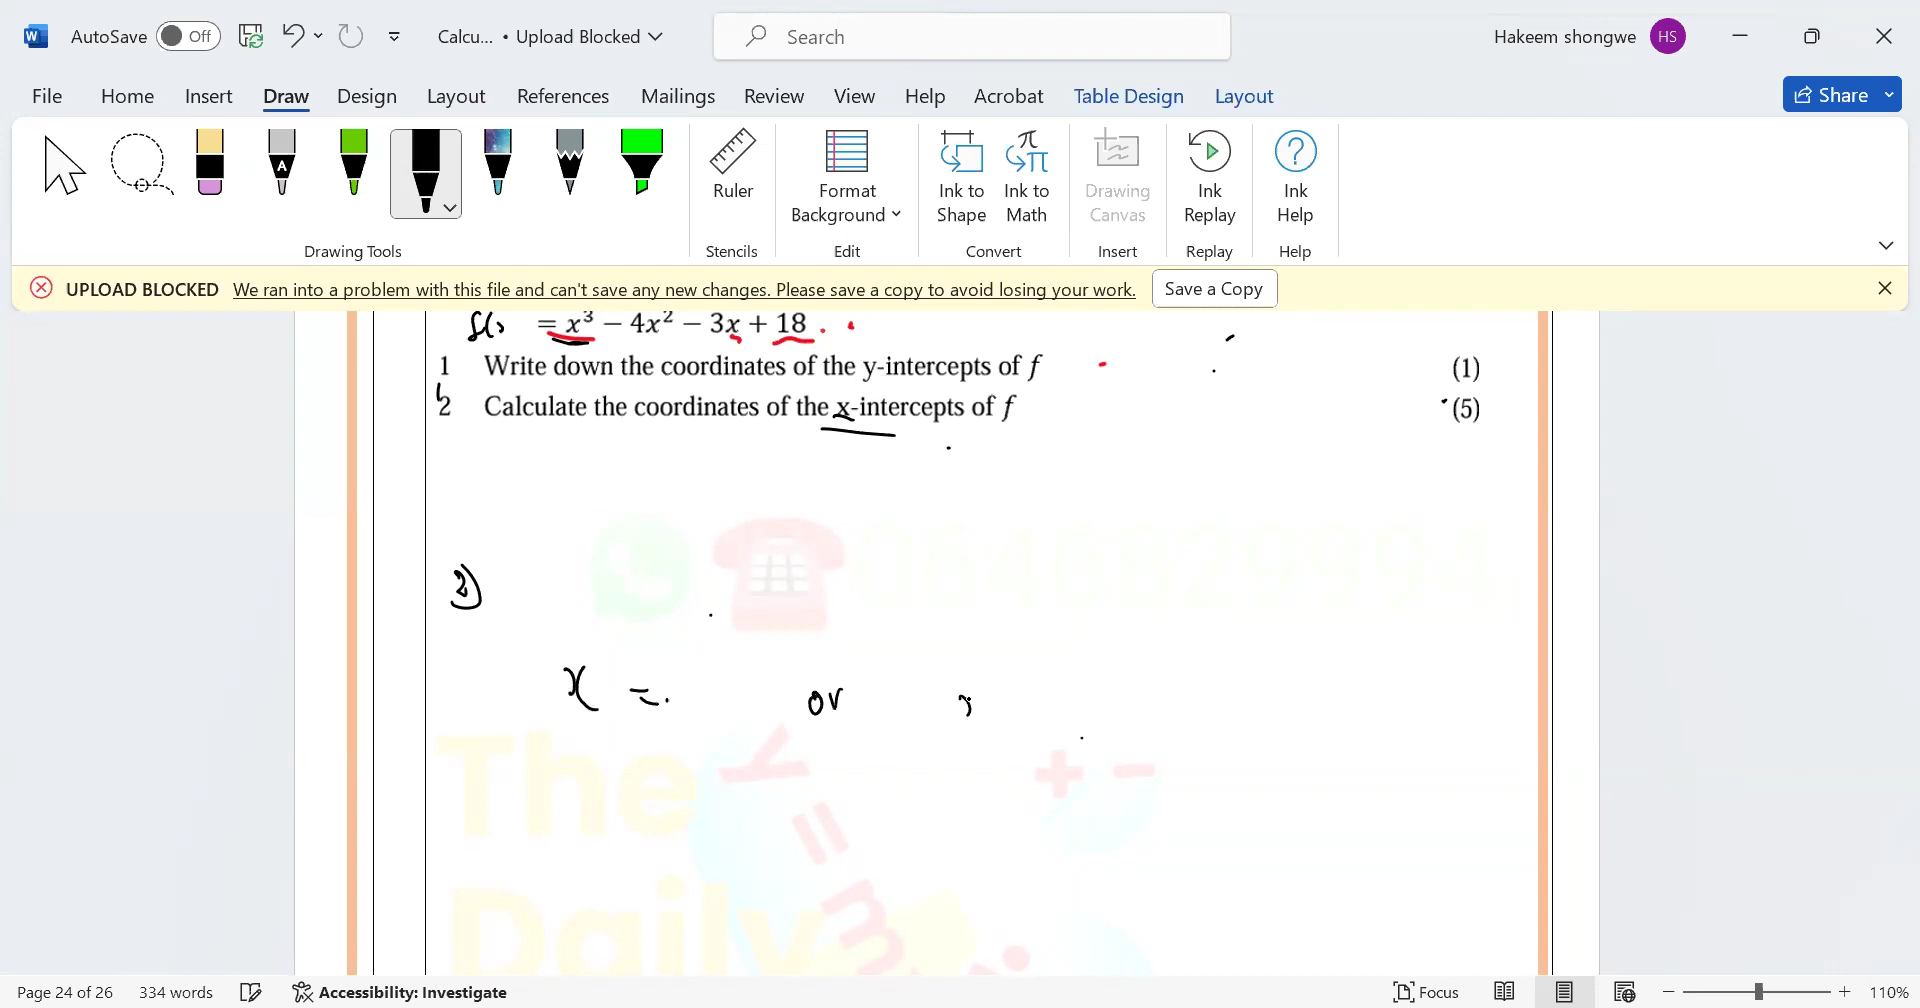 AutoSave Off Calcu... • Upload Blocked Search Hakeem shongwe HS
File Home Insert Draw Design Layout References Mailings Review View Help Acrobat Table Design Layout Share
A
Ruler Format Background Ink to Shape Ink to Math Drawing Canvas Ink Replay Ink Help
Drawing Tools Stencils Edit Convert Insert Replay Help
UPLOAD BLOCKED We ran into a problem with this file and can't save any new changes. Please save a copy to avoid losing your work. Save a Copy
= x³ − 4x² − 3x + 18
1 Write down the coordinates of the y-intercepts of f (1)
2 Calculate the coordinates of the x-intercepts of f (5)
0646829994
2)
x = or
The
Daily
Page 24 of 26 334 words Accessibility: Investigate Focus 110%